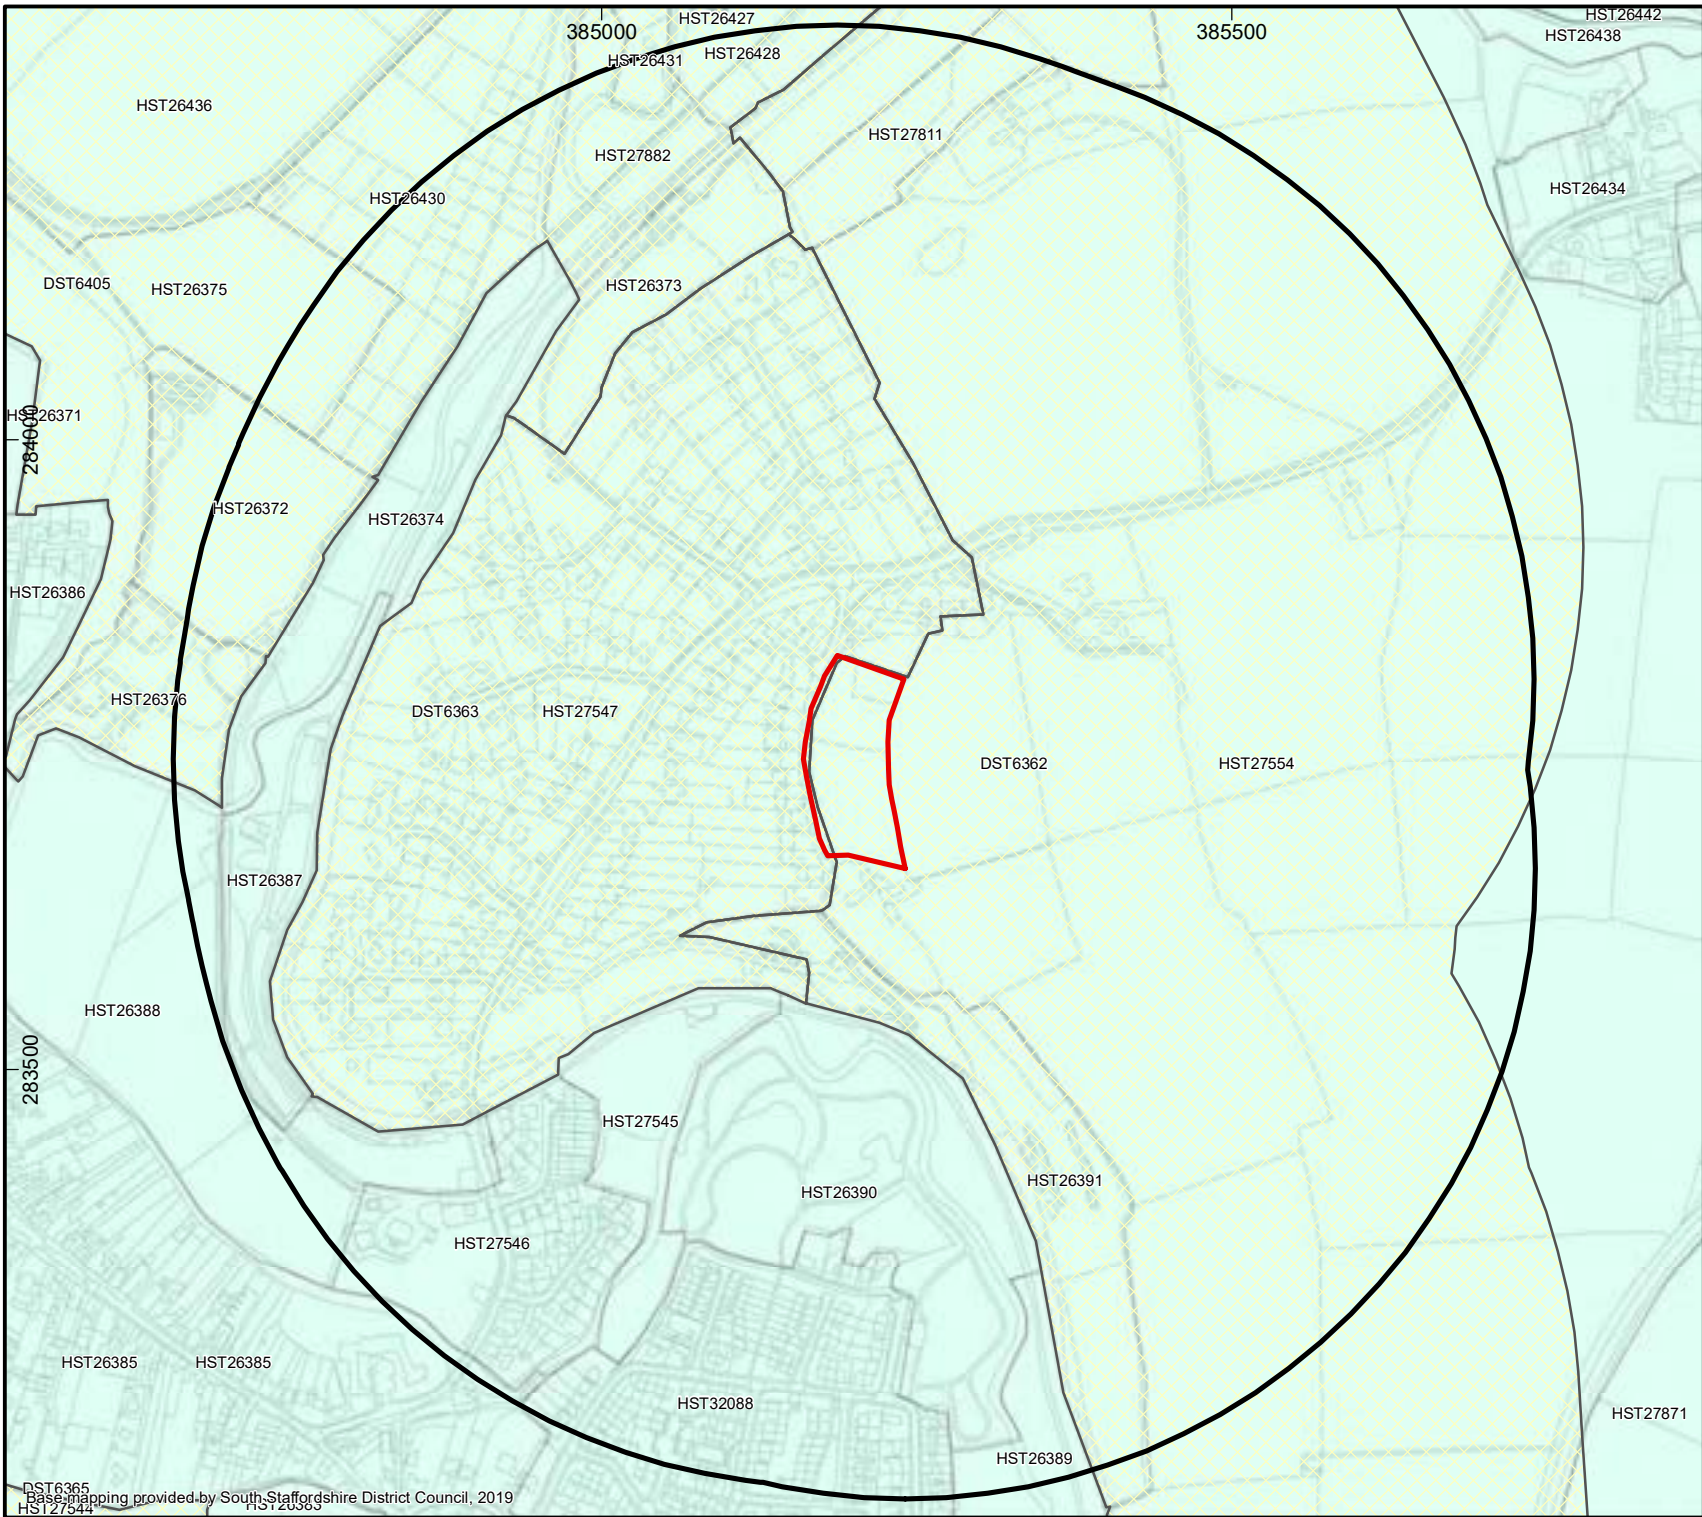 HST26427
HST26442
385000
385500
HST26438
HST26428
HST26431
HST26436
HST27811
HST27882
HST26434
HST26430
DST6405
HST26375
HST26373
HST26371
284000
HST26372
HST26374
HST26386
HST26376
DST6363
HST27547
DST6362
HST27554
HST26387
HST26388
283500
HST27545
HST26391
HST26390
HST27546
HST26385
HST26385
HST32088
HST27871
HST26389
DST6365
Base mapping provided by South Staffordshire District Council, 2019
HST27544
HST26383